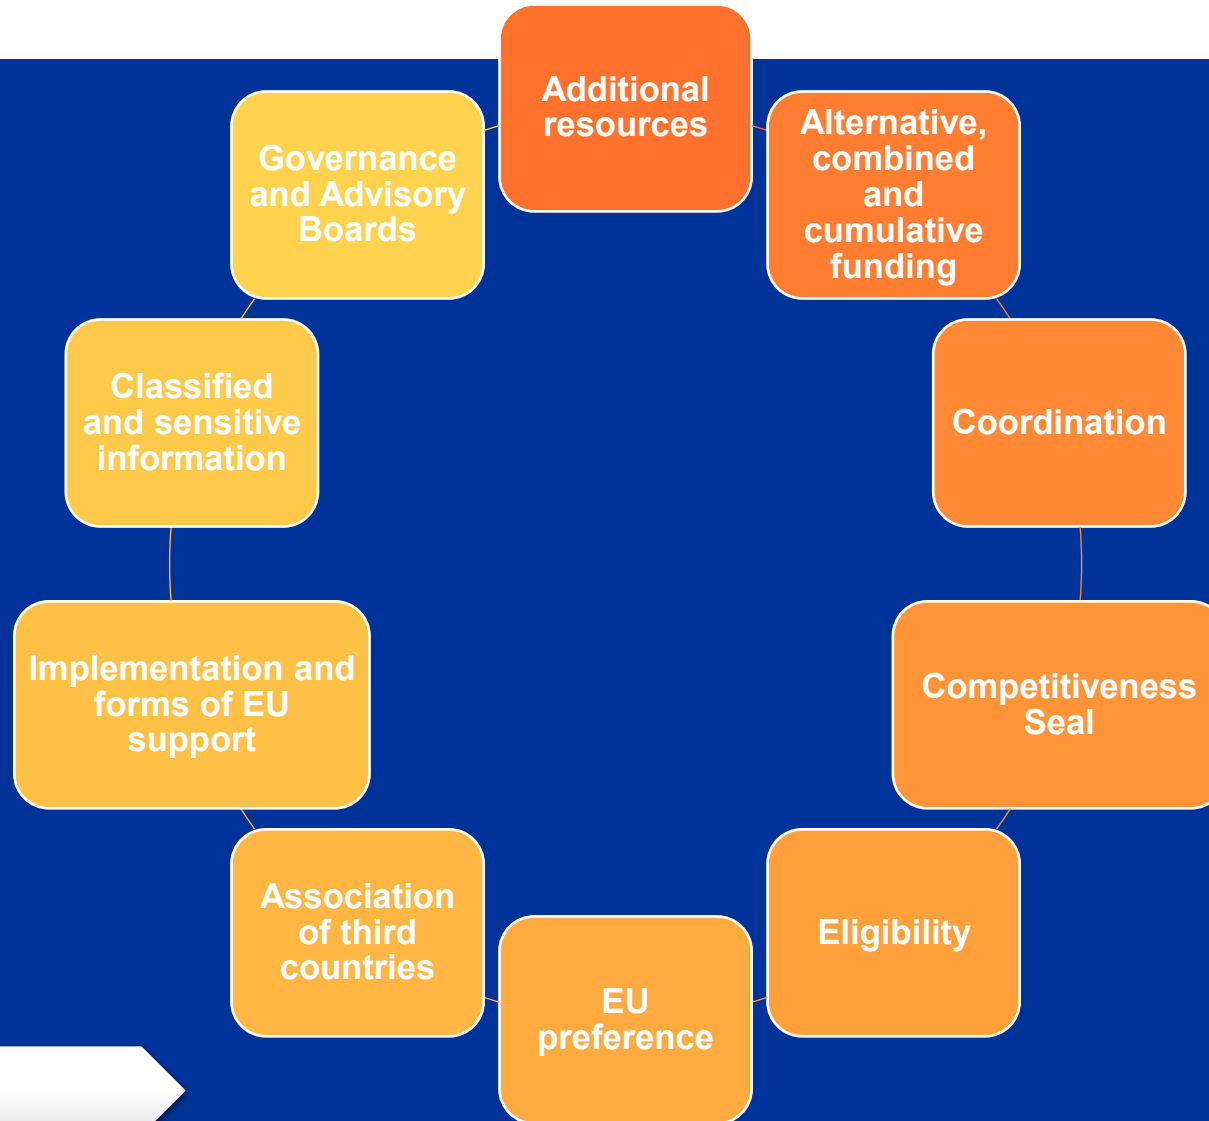 Additional
resources
Alternative,
combined
and
cumulative
funding
Coordination
Competitiveness
Seal
Eligibility
EU
preference
Association
of third
countries
Implementation and
forms of EU
support
Classified
and sensitive
information
Governance
and Advisory
Boards